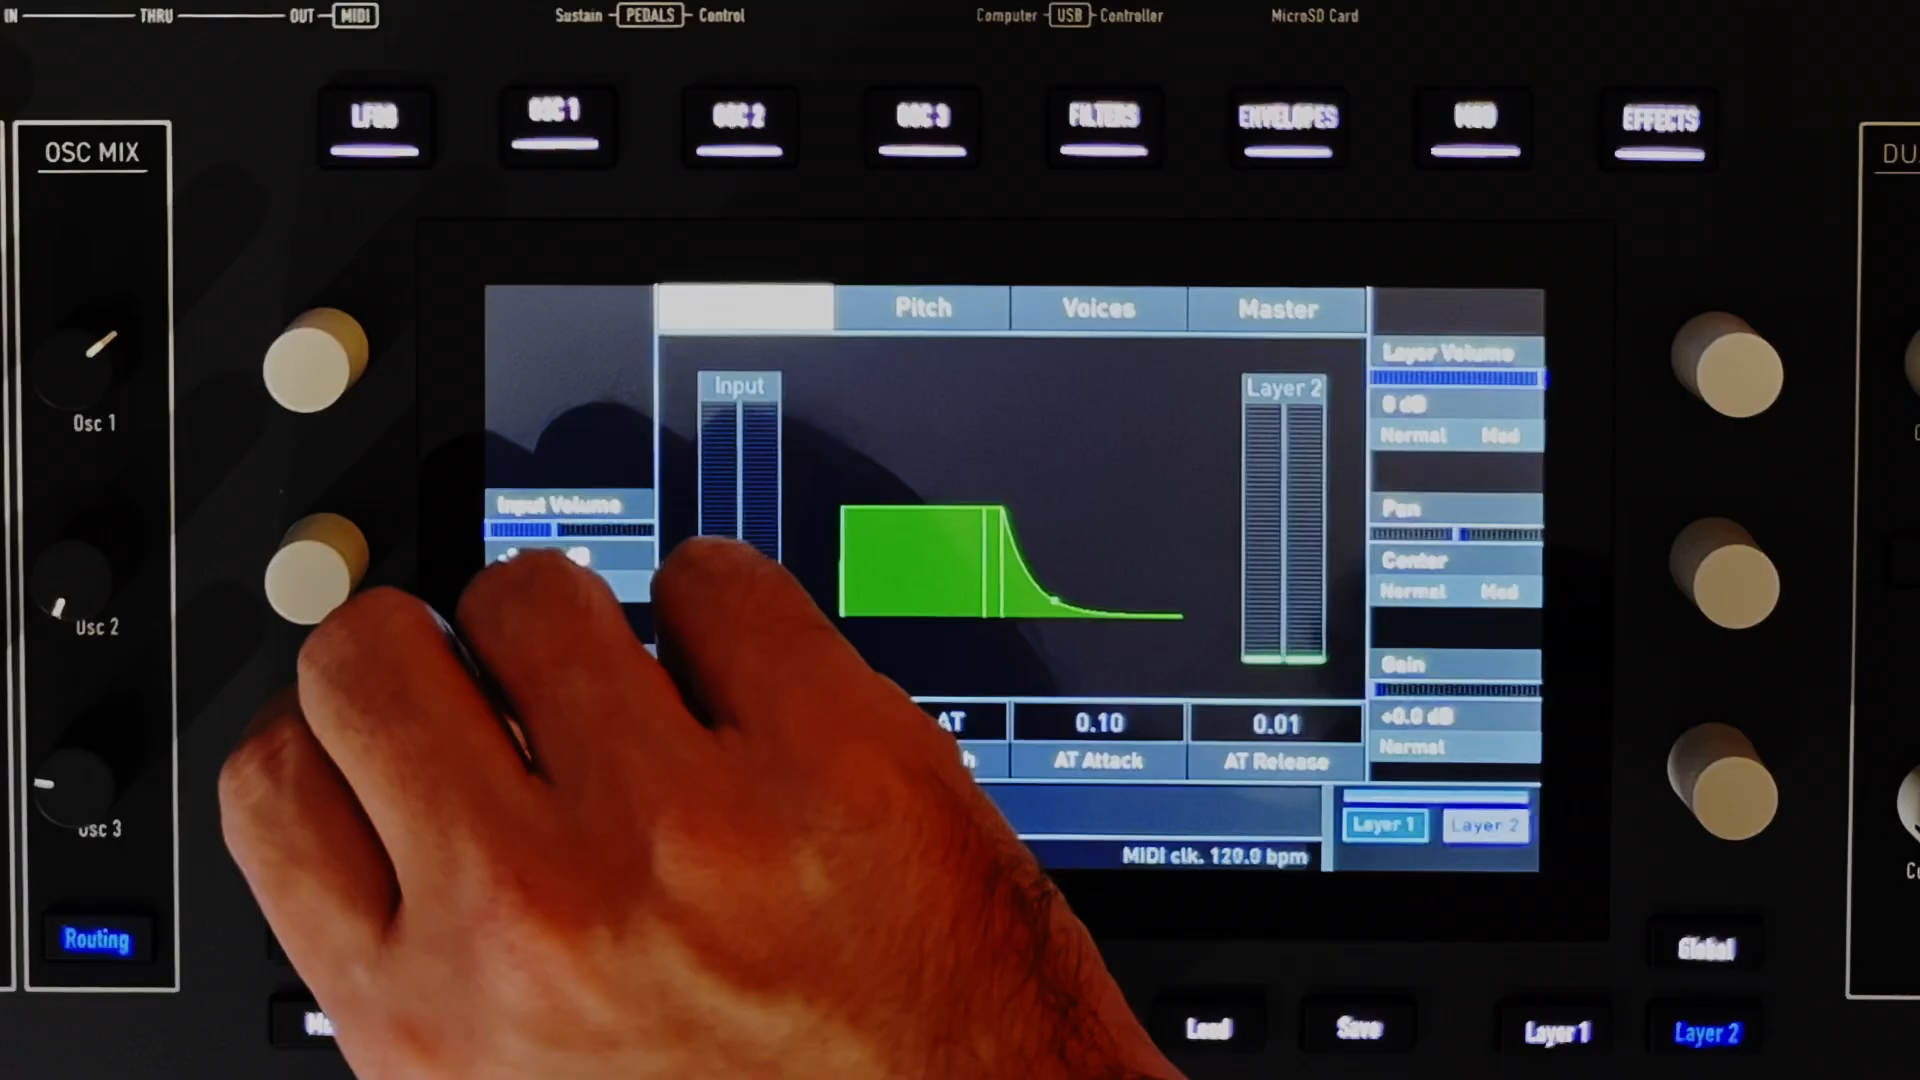 IN THRU OUT MIDI
Sustain PEDALS Control
Computer USB Controller
MicroSD Card
LFOS
OSC 1
OSC 2
OSC 3
FILTERS
ENVELOPES
MOD
EFFECTS
OSC MIX
Osc 1
Osc 2
Osc 3
Routing
Pitch
Voices
Master
Input
Layer 2
Input Volume
Layer Volume
0 dB
Normal Mod
Pan
Center
Normal Mod
Gain
+0.0 dB
Normal
AT
0.10
0.01
AT Attack
AT Release
Layer 1
Layer 2
MIDI clk. 120.0 bpm
Global
Load
Save
Layer 1
Layer 2